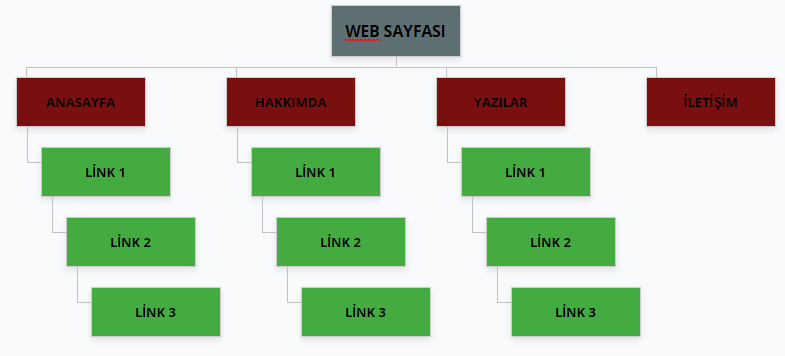 WEB SAYFASI
ANASAYFA
HAKKIMDA
YAZILAR
İLETİŞİM
LİNK 1
LİNK 1
LİNK 1
LİNK 2
LİNK 2
LİNK 2
LİNK 3
LİNK 3
LİNK 3